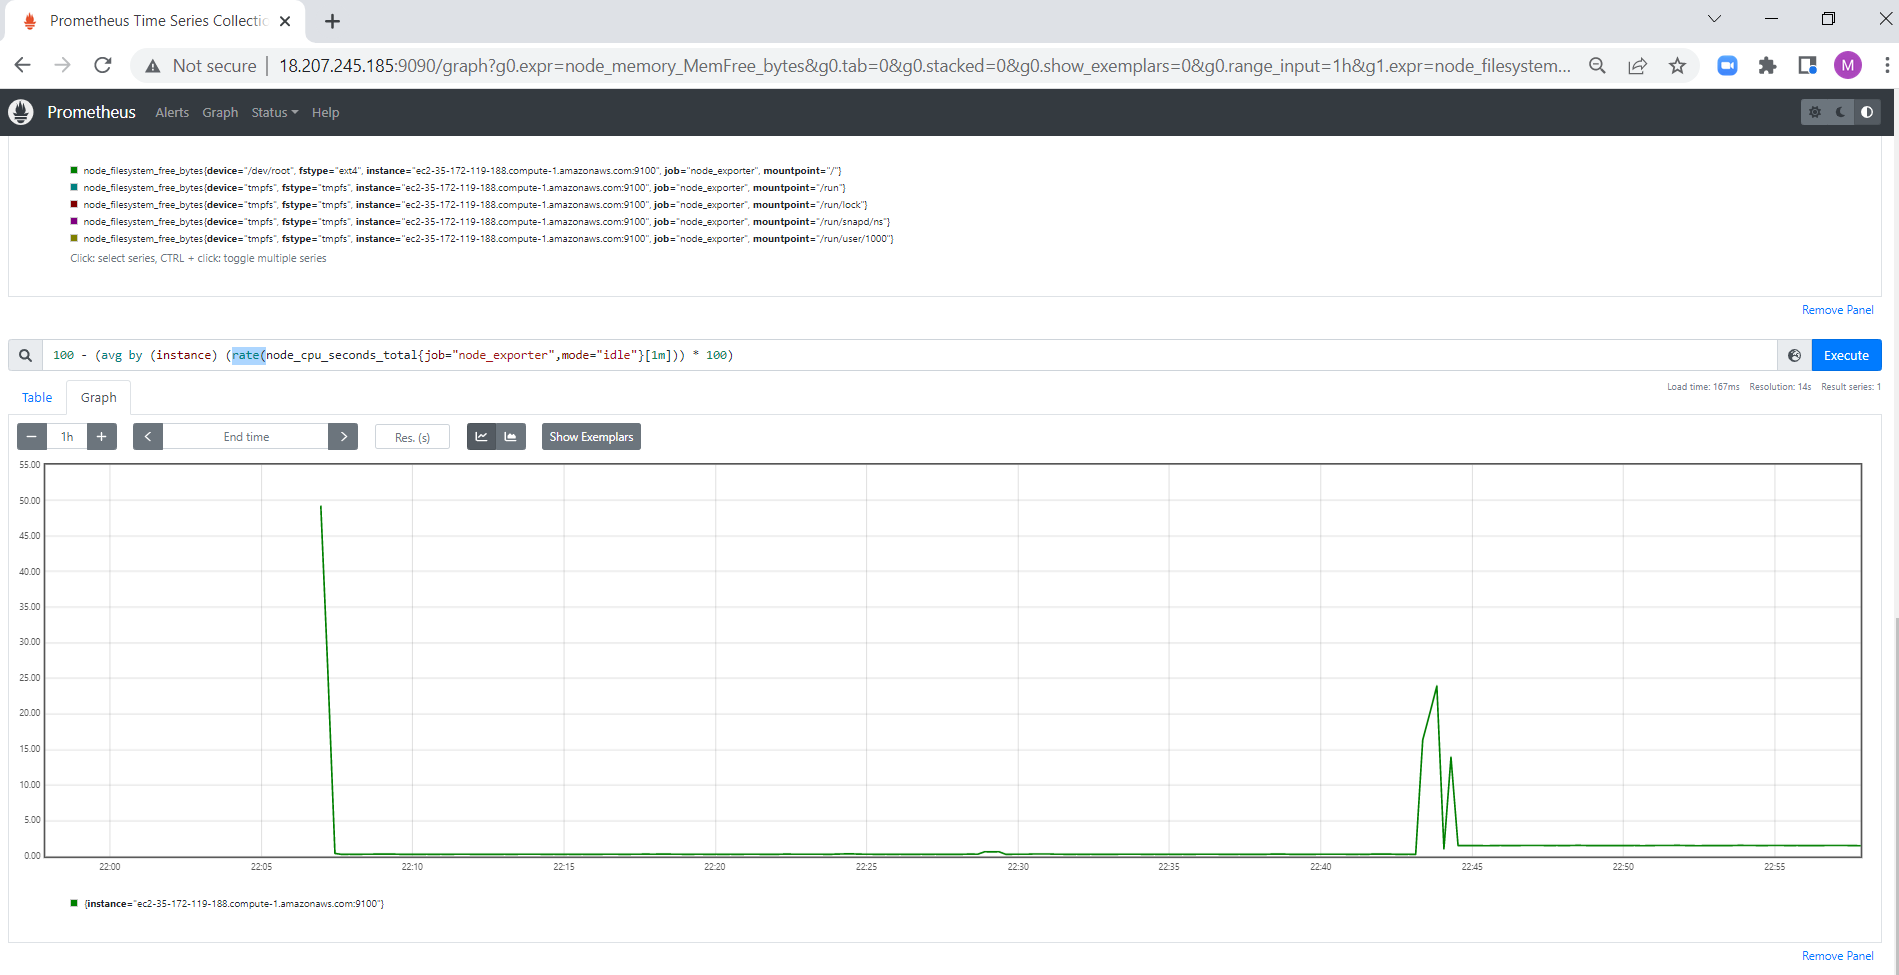 Prometheus Time Series Collectio
Not secure | 18.207.245.185:9090/graph?g0.expr=node_memory_MemFree_bytes&g0.tab=0&g0.stacked=0&g0.show_exemplars=0&g0.range_input=1h&g1.expr=node_filesystem...
M
Prometheus Alerts Graph Status Help
node_filesystem_free_bytes{device="/dev/root", fstype="ext4", instance="ec2-35-172-119-188.compute-1.amazonaws.com:9100", job="node_exporter", mountpoint="/"}
node_filesystem_free_bytes{device="tmpfs", fstype="tmpfs", instance="ec2-35-172-119-188.compute-1.amazonaws.com:9100", job="node_exporter", mountpoint="/run"}
node_filesystem_free_bytes{device="tmpfs", fstype="tmpfs", instance="ec2-35-172-119-188.compute-1.amazonaws.com:9100", job="node_exporter", mountpoint="/run/lock"}
node_filesystem_free_bytes{device="tmpfs", fstype="tmpfs", instance="ec2-35-172-119-188.compute-1.amazonaws.com:9100", job="node_exporter", mountpoint="/run/snapd/ns"}
node_filesystem_free_bytes{device="tmpfs", fstype="tmpfs", instance="ec2-35-172-119-188.compute-1.amazonaws.com:9100", job="node_exporter", mountpoint="/run/user/1000"}
Click: select series, CTRL + click: toggle multiple series
Remove Panel
100 - (avg by (instance) (rate(node_cpu_seconds_total{job="node_exporter",mode="idle"}[1m])) * 100)
Execute
Load time: 167ms Resolution: 14s Result series: 1
Table Graph
1h End time Res. (s) Show Exemplars
55.00
50.00
45.00
40.00
35.00
30.00
25.00
20.00
15.00
10.00
5.00
0.00
22:00 22:05 22:10 22:15 22:20 22:25 22:30 22:35 22:40 22:45 22:50 22:55
{instance="ec2-35-172-119-188.compute-1.amazonaws.com:9100"}
Remove Panel